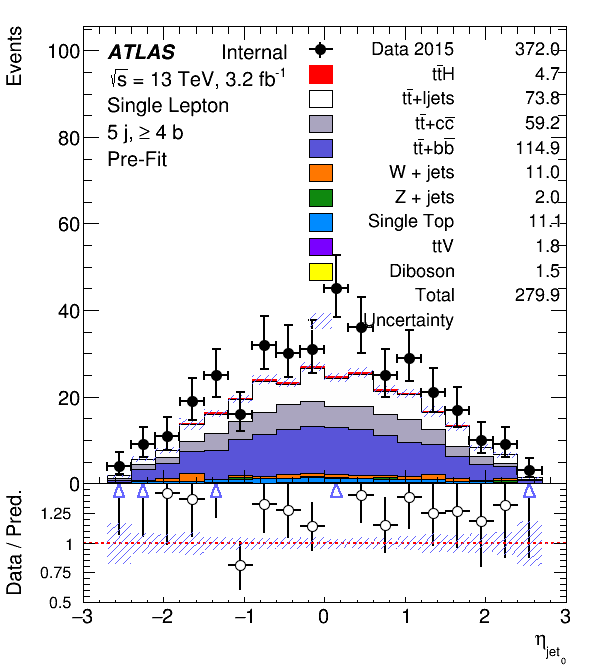 Events
100
80
60
40
20
0
ATLAS Internal
√s = 13 TeV, 3.2 fb-1
Single Lepton
5 j, ≥ 4 b
Pre-Fit
Data 2015 372.0
tt̅H 4.7
tt̅+ljets 73.8
tt̅+cc̅ 59.2
tt̅+bb̅ 114.9
W + jets 11.0
Z + jets 2.0
Single Top 11.1
ttV 1.8
Diboson 1.5
Total 279.9
Uncertainty
Data / Pred.
1.25
1
0.75
0.5
−3 −2 −1 0 1 2 3
η jet 0